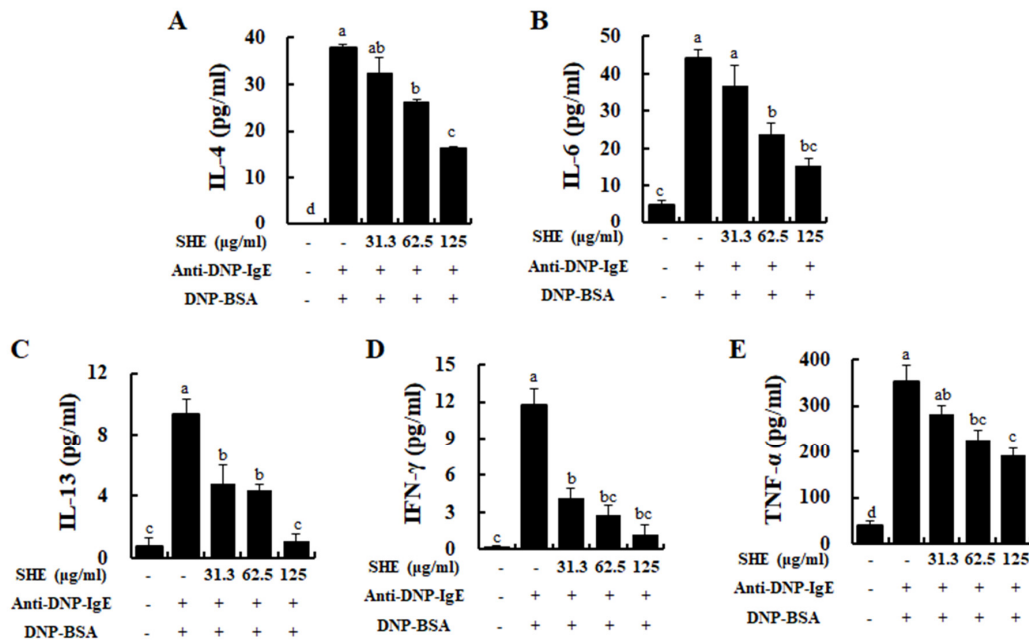 A
IL-4 (pg/ml)
40
30
20
10
0
d
a
ab
b
c
SHE (μg/ml) - - 31.3 62.5 125
Anti-DNP-IgE - + + + +
DNP-BSA - + + + +
B
IL-6 (pg/ml)
50
40
30
20
10
0
c
a
a
b
bc
SHE (μg/ml) - - 31.3 62.5 125
Anti-DNP-IgE - + + + +
DNP-BSA - + + + +
C
IL-13 (pg/ml)
12
8
4
0
c
a
b
b
c
SHE (μg/ml) - - 31.3 62.5 125
Anti-DNP-IgE - + + + +
DNP-BSA - + + + +
D
IFN-γ (pg/ml)
15
12
9
6
3
0
c
a
b
bc
bc
SHE (μg/ml) - - 31.3 62.5 125
Anti-DNP-IgE - + + + +
DNP-BSA - + + + +
E
TNF-α (pg/ml)
400
300
200
100
0
d
a
ab
bc
c
SHE (μg/ml) - - 31.3 62.5 125
Anti-DNP-IgE - + + + +
DNP-BSA - + + + +